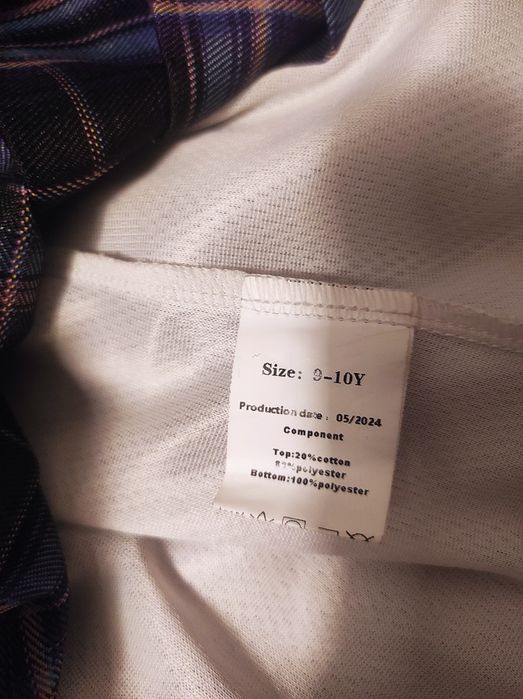 Size: 9-10Y
Production date: 05/2024
Component
Top:20%cotton
polyester
Bottom:100%polyester